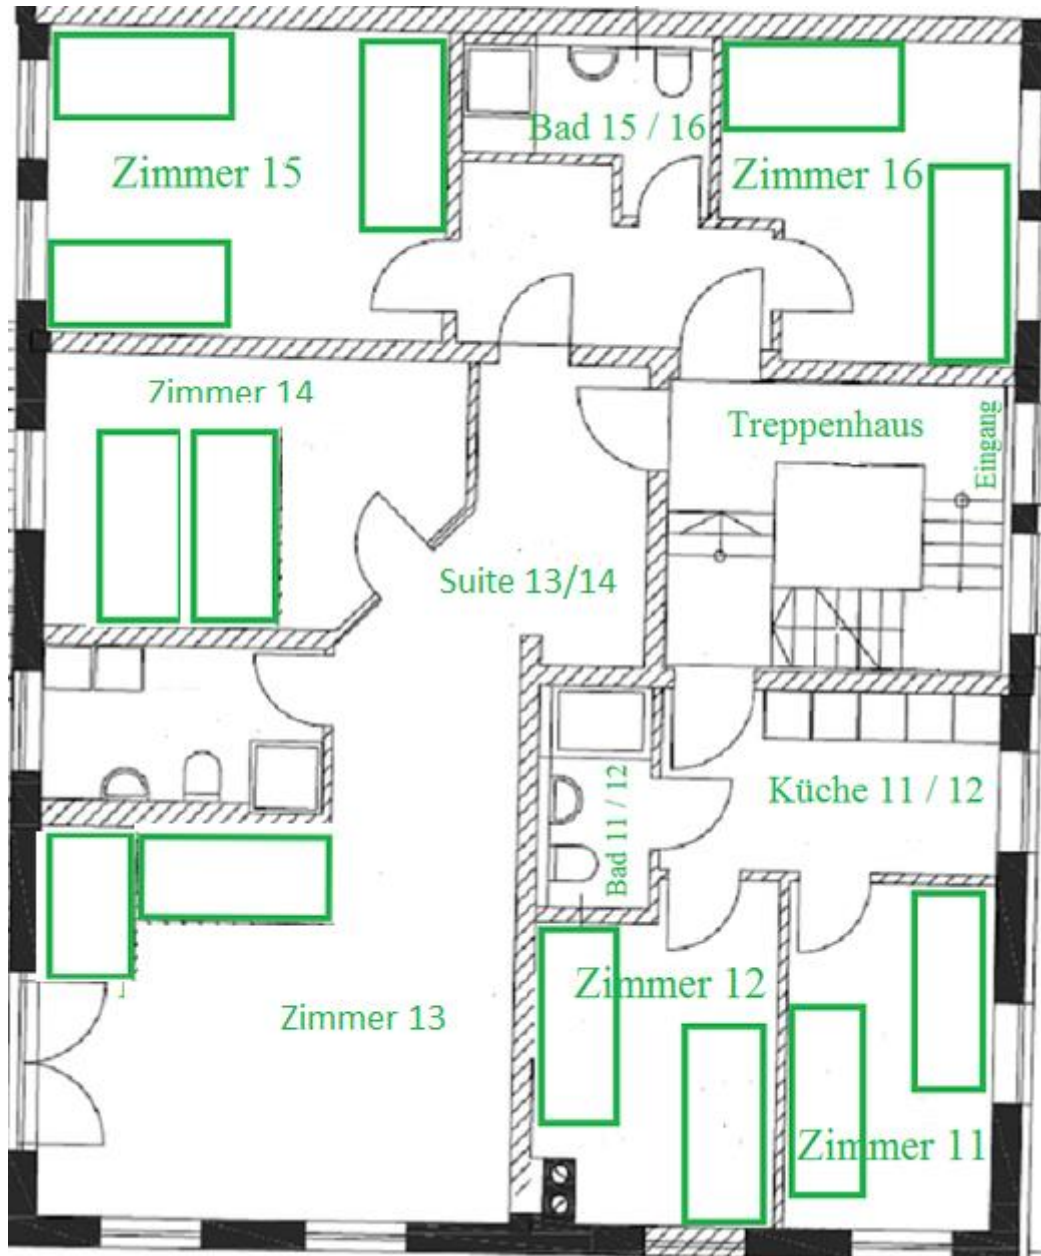 Bad 15 / 16
Zimmer 15
Zimmer 16
Zimmer 14
Treppenhaus
Eingang
Suite 13/14
Küche 11 / 12
Bad 11 / 12
Zimmer 12
Zimmer 13
Zimmer 11